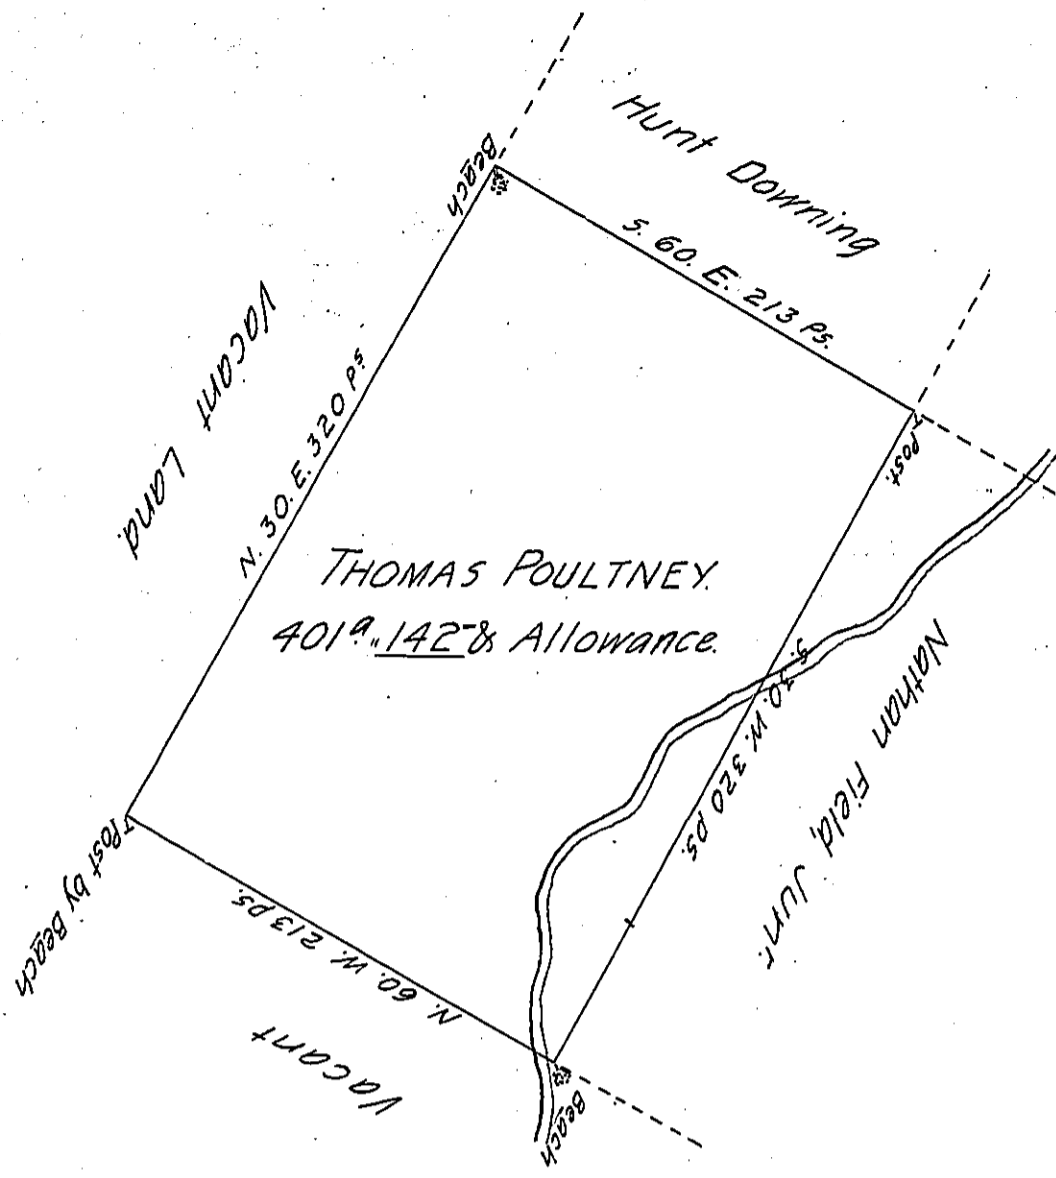 Hunt Downing
Beach
S. 60. E. 213 Ps.
Vacant Land.
N. 30. E. 320 Ps
Post.
THOMAS POULTNEY.
401a. 142 & Allowance.
S. 30. W. 320 ps.
Nathan Field, Junr.
Post by Beach
N. 60. W. 213 ps.
Vacant
Beach